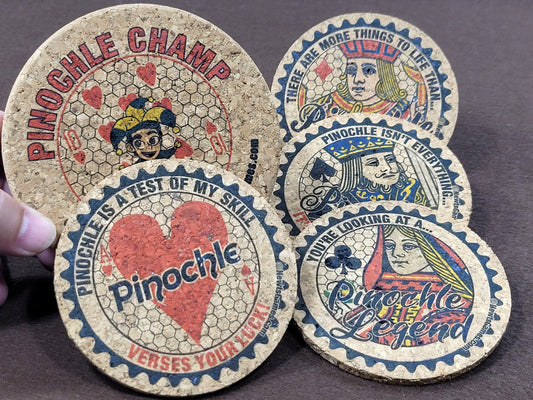 PINOCHLE CHAMP
THERE ARE MORE THINGS TO LIFE THAN..
PINOCHLE ISN'T EVERYTHING...
PINOCHLE IS A TEST OF MY SKILL
Pinochle
VERSES YOUR LUCK!
YOU'RE LOOKING AT A...
Pinochle
Legend